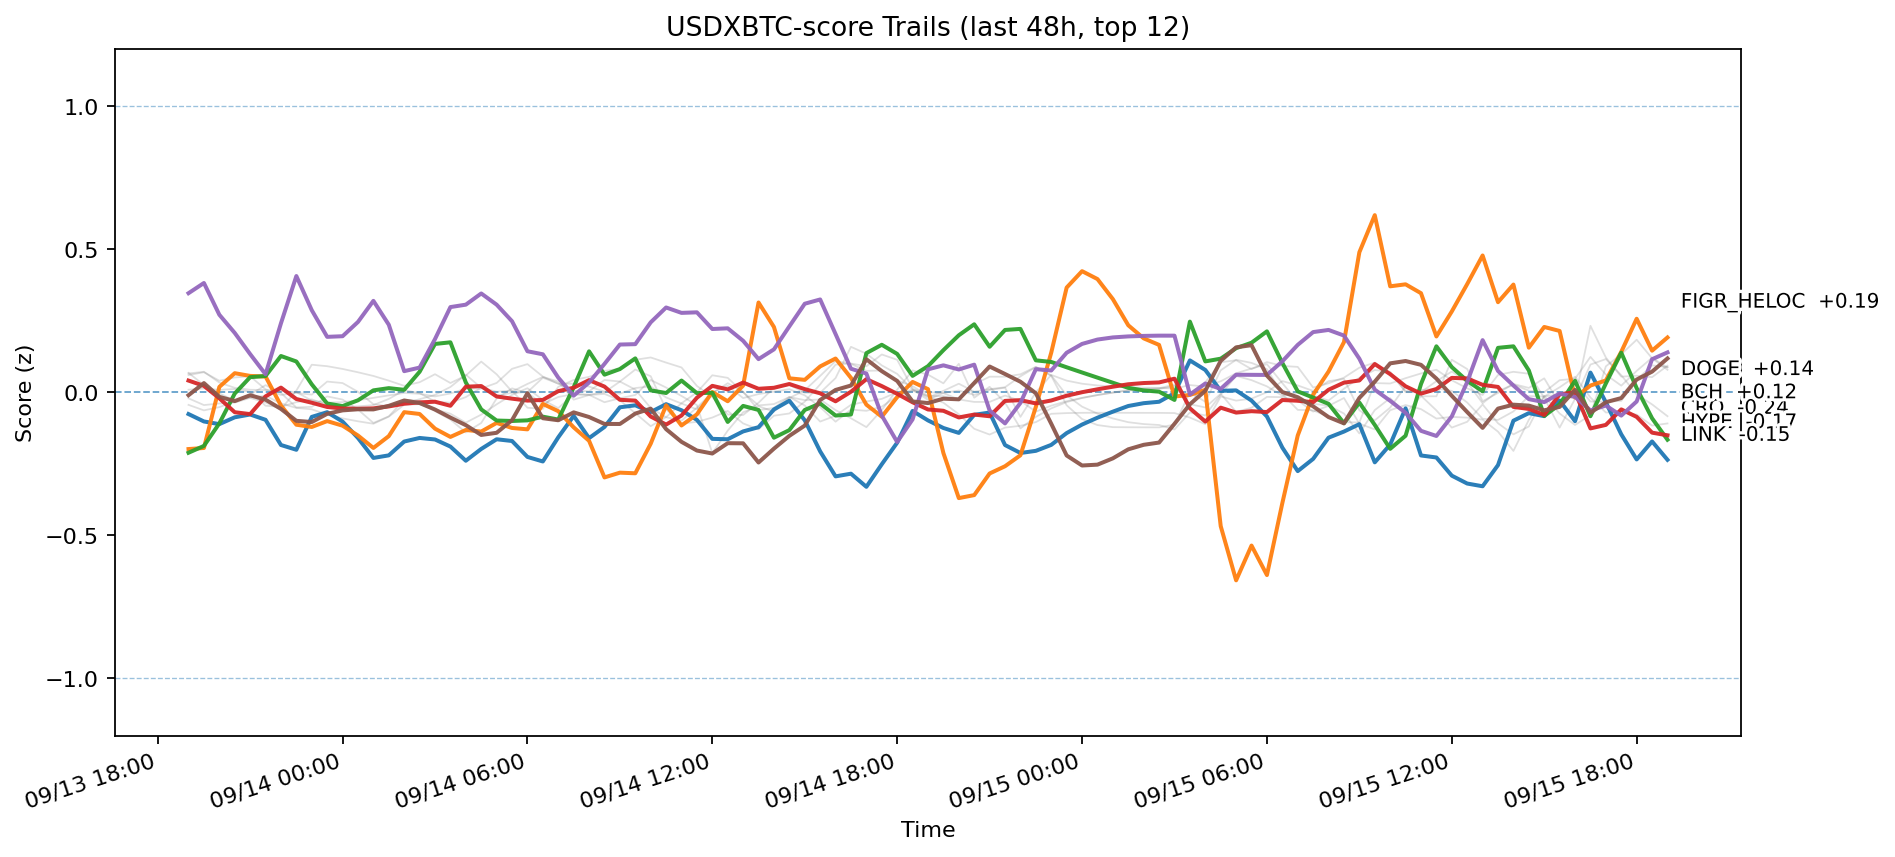 USDXBTC-score Trails (last 48h, top 12)
Score (z)
1.0
0.5
0.0
−0.5
−1.0
FIGR_HELOC +0.19
DOGE +0.14
BCH +0.12
CRO -0.24
HYPE -0.17
LINK -0.15
09/13 18:00
09/14 00:00
09/14 06:00
09/14 12:00
09/14 18:00
09/15 00:00
09/15 06:00
09/15 12:00
09/15 18:00
Time